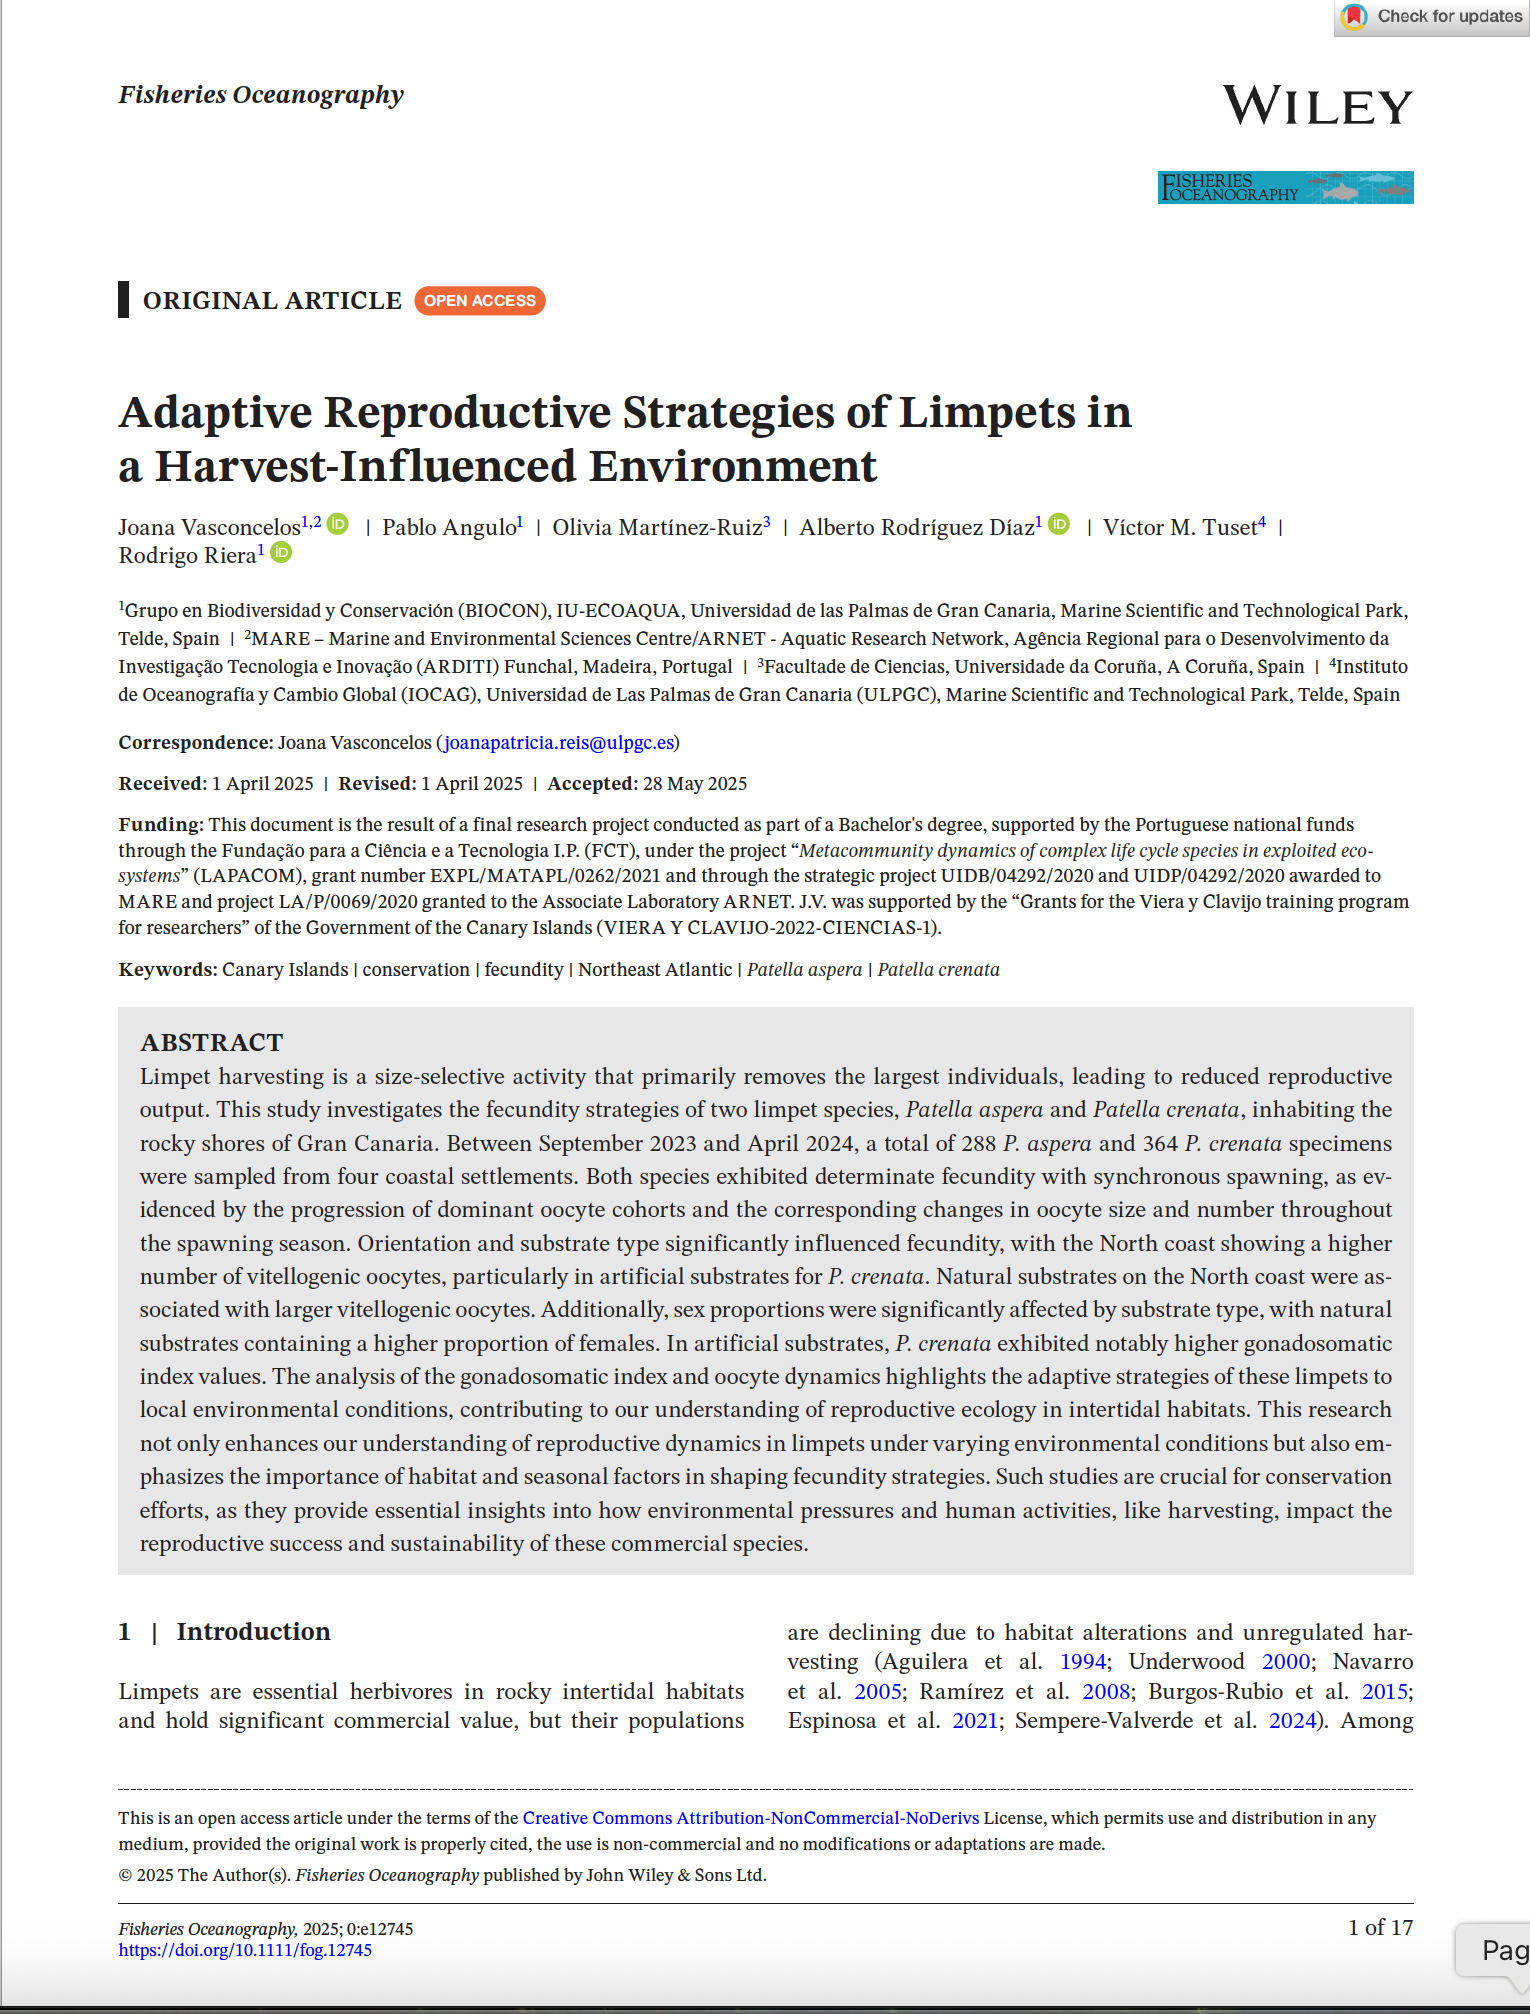 Check for updates
Fisheries Oceanography
WILEY
FISHERIES
OCEANOGRAPHY
ORIGINAL ARTICLE OPEN ACCESS
Adaptive Reproductive Strategies of Limpets in
a Harvest-Influenced Environment
Joana Vasconcelos1,2 iD | Pablo Angulo1 | Olivia Martínez-Ruiz3 | Alberto Rodríguez Díaz1 iD | Víctor M. Tuset4 |
Rodrigo Riera1 iD
1Grupo en Biodiversidad y Conservación (BIOCON), IU-ECOAQUA, Universidad de las Palmas de Gran Canaria, Marine Scientific and Technological Park,
Telde, Spain | 2MARE – Marine and Environmental Sciences Centre/ARNET - Aquatic Research Network, Agência Regional para o Desenvolvimento da
Investigação Tecnologia e Inovação (ARDITI) Funchal, Madeira, Portugal | 3Facultade de Ciencias, Universidade da Coruña, A Coruña, Spain | 4Instituto
de Oceanografía y Cambio Global (IOCAG), Universidad de Las Palmas de Gran Canaria (ULPGC), Marine Scientific and Technological Park, Telde, Spain
Correspondence: Joana Vasconcelos (joanapatricia.reis@ulpgc.es)
Received: 1 April 2025 | Revised: 1 April 2025 | Accepted: 28 May 2025
Funding: This document is the result of a final research project conducted as part of a Bachelor's degree, supported by the Portuguese national funds
through the Fundação para a Ciência e a Tecnologia I.P. (FCT), under the project “Metacommunity dynamics of complex life cycle species in exploited eco-
systems” (LAPACOM), grant number EXPL/MATAPL/0262/2021 and through the strategic project UIDB/04292/2020 and UIDP/04292/2020 awarded to
MARE and project LA/P/0069/2020 granted to the Associate Laboratory ARNET. J.V. was supported by the “Grants for the Viera y Clavijo training program
for researchers” of the Government of the Canary Islands (VIERA Y CLAVIJO-2022-CIENCIAS-1).
Keywords: Canary Islands | conservation | fecundity | Northeast Atlantic | Patella aspera | Patella crenata
ABSTRACT
Limpet harvesting is a size-selective activity that primarily removes the largest individuals, leading to reduced reproductive
output. This study investigates the fecundity strategies of two limpet species, Patella aspera and Patella crenata, inhabiting the
rocky shores of Gran Canaria. Between September 2023 and April 2024, a total of 288 P. aspera and 364 P. crenata specimens
were sampled from four coastal settlements. Both species exhibited determinate fecundity with synchronous spawning, as ev-
idenced by the progression of dominant oocyte cohorts and the corresponding changes in oocyte size and number throughout
the spawning season. Orientation and substrate type significantly influenced fecundity, with the North coast showing a higher
number of vitellogenic oocytes, particularly in artificial substrates for P. crenata. Natural substrates on the North coast were as-
sociated with larger vitellogenic oocytes. Additionally, sex proportions were significantly affected by substrate type, with natural
substrates containing a higher proportion of females. In artificial substrates, P. crenata exhibited notably higher gonadosomatic
index values. The analysis of the gonadosomatic index and oocyte dynamics highlights the adaptive strategies of these limpets to
local environmental conditions, contributing to our understanding of reproductive ecology in intertidal habitats. This research
not only enhances our understanding of reproductive dynamics in limpets under varying environmental conditions but also em-
phasizes the importance of habitat and seasonal factors in shaping fecundity strategies. Such studies are crucial for conservation
efforts, as they provide essential insights into how environmental pressures and human activities, like harvesting, impact the
reproductive success and sustainability of these commercial species.
1 | Introduction
Limpets are essential herbivores in rocky intertidal habitats
and hold significant commercial value, but their populations
are declining due to habitat alterations and unregulated har-
vesting (Aguilera et al. 1994; Underwood 2000; Navarro
et al. 2005; Ramírez et al. 2008; Burgos-Rubio et al. 2015;
Espinosa et al. 2021; Sempere-Valverde et al. 2024). Among
This is an open access article under the terms of the Creative Commons Attribution-NonCommercial-NoDerivs License, which permits use and distribution in any
medium, provided the original work is properly cited, the use is non-commercial and no modifications or adaptations are made.
© 2025 The Author(s). Fisheries Oceanography published by John Wiley & Sons Ltd.
Fisheries Oceanography, 2025; 0:e12745
https://doi.org/10.1111/fog.12745
1 of 17
Pag